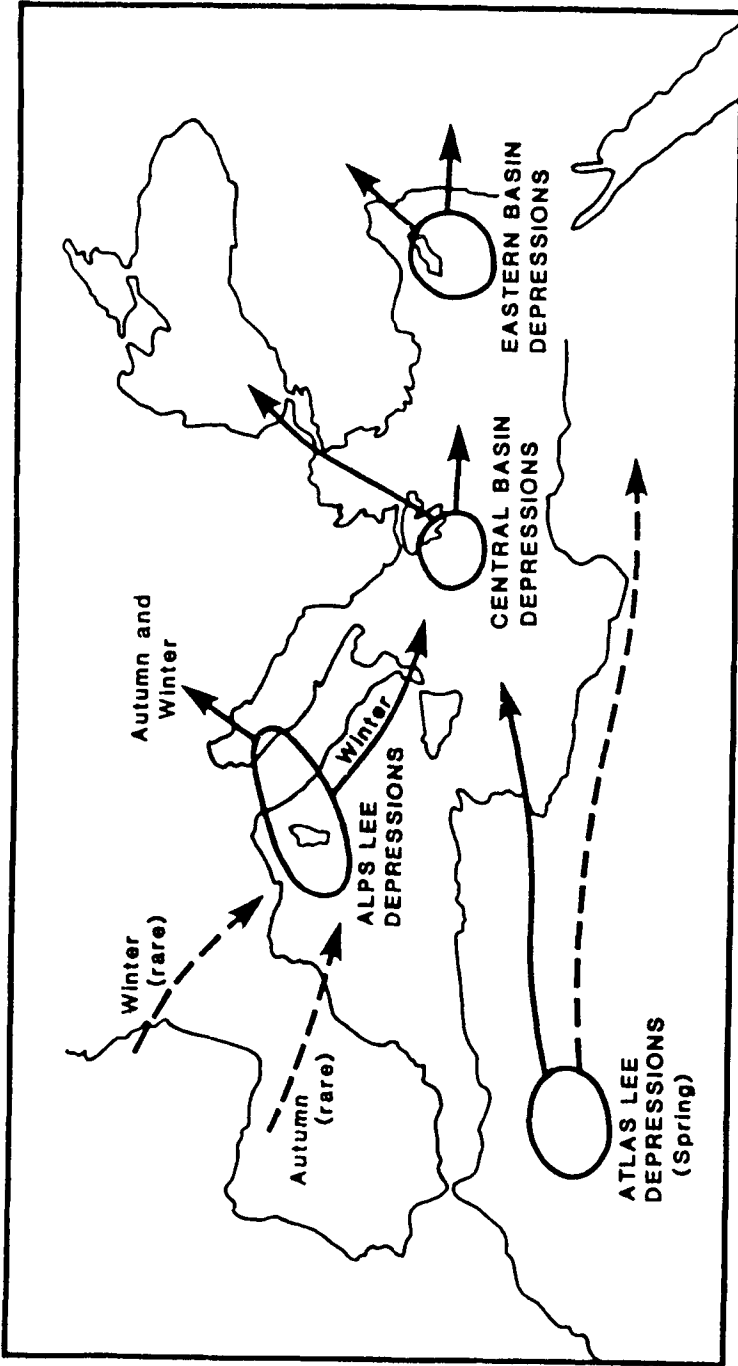 Winter
(rare)
Autumn
(rare)
Autumn and
Winter
Winter
ALPS LEE
DEPRESSIONS
ATLAS LEE
DEPRESSIONS
(Spring)
CENTRAL BASIN
DEPRESSIONS
EASTERN BASIN
DEPRESSIONS